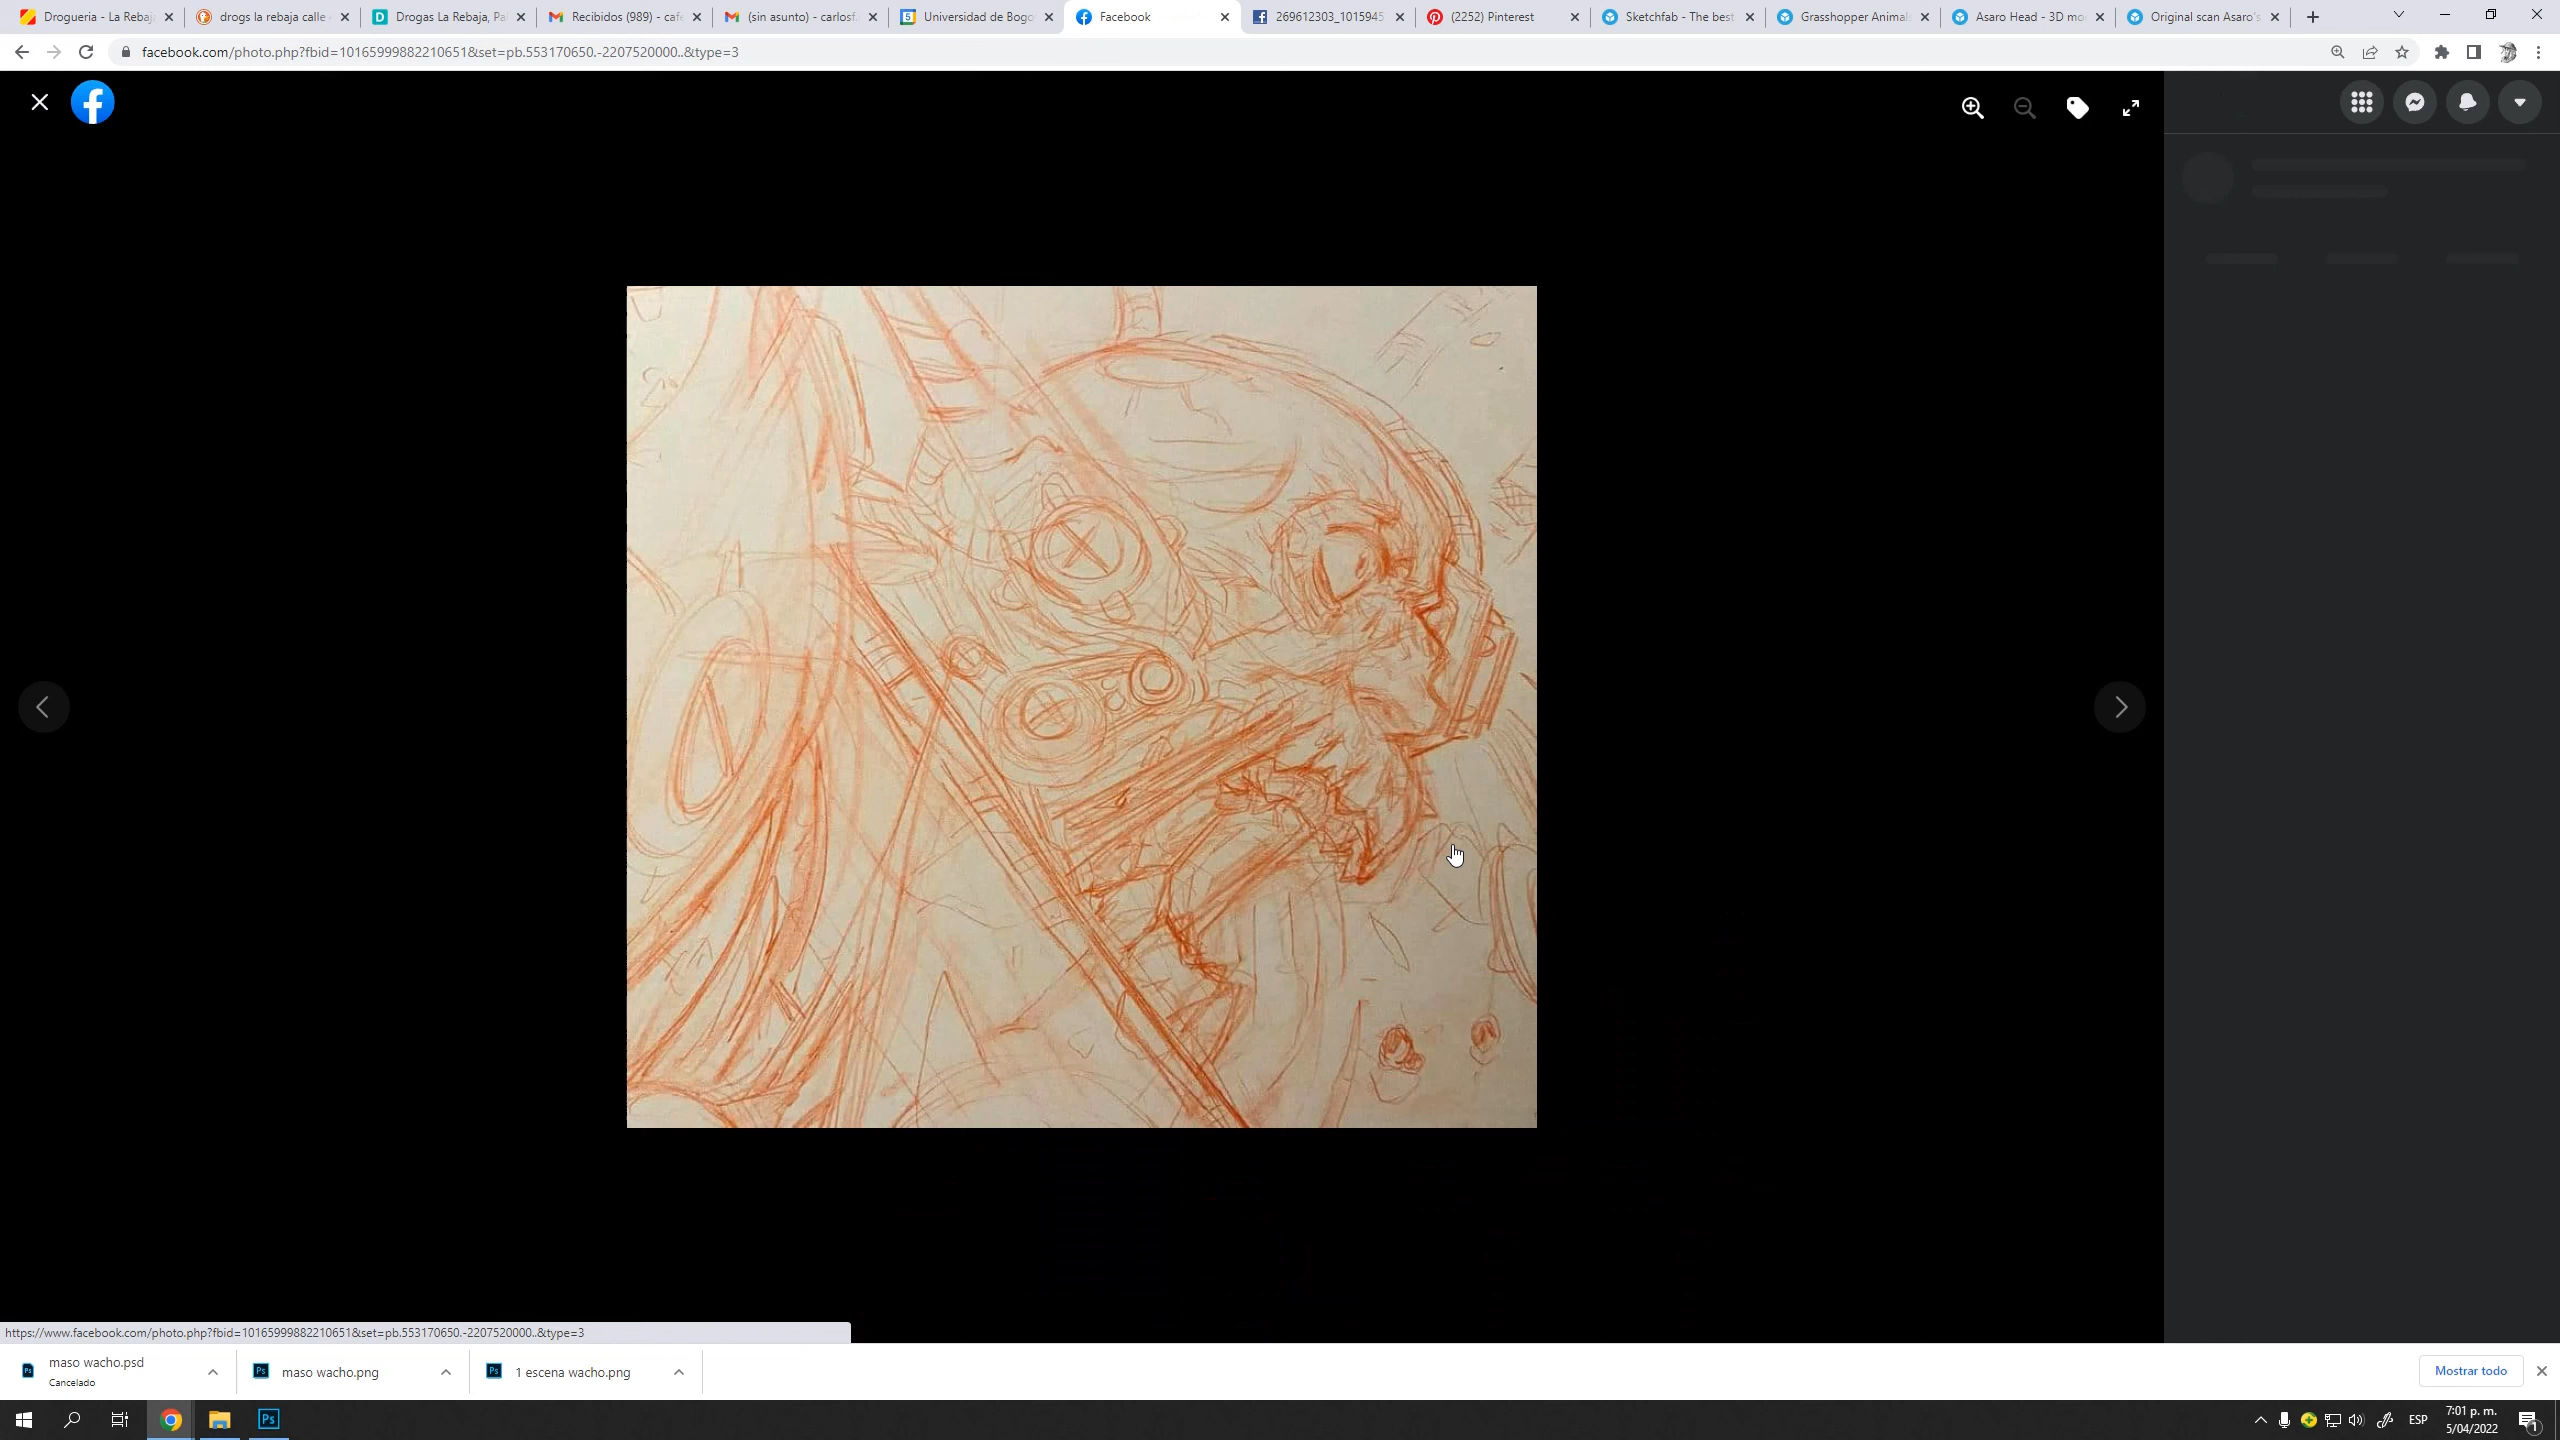 Drogueria - La Rebaj
drogs la rebaja calle
Drogas La Rebaja, Pa
Recibidos (989) - caf
(sin asunto) - carlosf.
Universidad de Bogo
Facebook
269612303_1015945
(2252) Pinterest
Sketchfab - The best
Grasshopper Animal
Asaro Head - 3D mo
Original scan Asaro's
facebook.com/photo.php?fbid=10165999882210651&set=pb.553170650.-2207520000..&type=3
https://www.facebook.com/photo.php?fbid=10165999882210651&set=pb.553170650.-2207520000..&type=3
maso wacho.psd
Cancelado
maso wacho.png
1 escena wacho.png
Mostrar todo
Ps
ESP
7:01 p. m.
5/04/2022
1